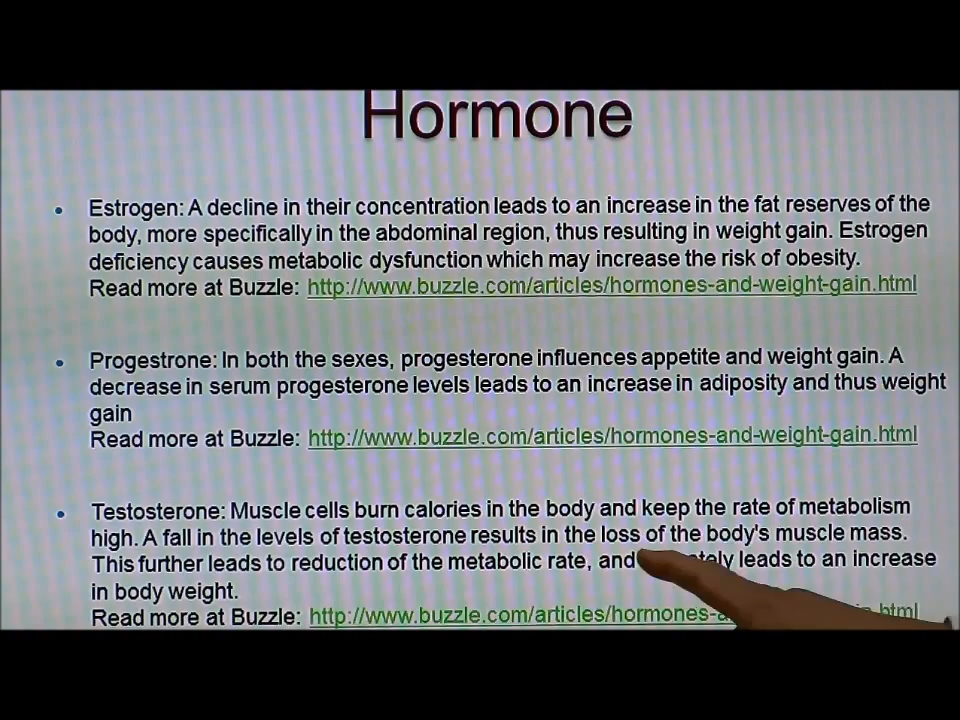 Hormone
• Estrogen: A decline in their concentration leads to an increase in the fat reserves of the
body, more specifically in the abdominal region, thus resulting in weight gain. Estrogen
deficiency causes metabolic dysfunction which may increase the risk of obesity.
Read more at Buzzle: http://www.buzzle.com/articles/hormones-and-weight-gain.html
• Progestrone: In both the sexes, progesterone influences appetite and weight gain. A
decrease in serum progesterone levels leads to an increase in adiposity and thus weight
gain
Read more at Buzzle: http://www.buzzle.com/articles/hormones-and-weight-gain.html
• Testosterone: Muscle cells burn calories in the body and keep the rate of metabolism
high. A fall in the levels of testosterone results in the loss of the body's muscle mass.
This further leads to reduction of the metabolic rate, and leads to an increase
in body weight.
Read more at Buzzle: http://www.buzzle.com/articles/hormones-